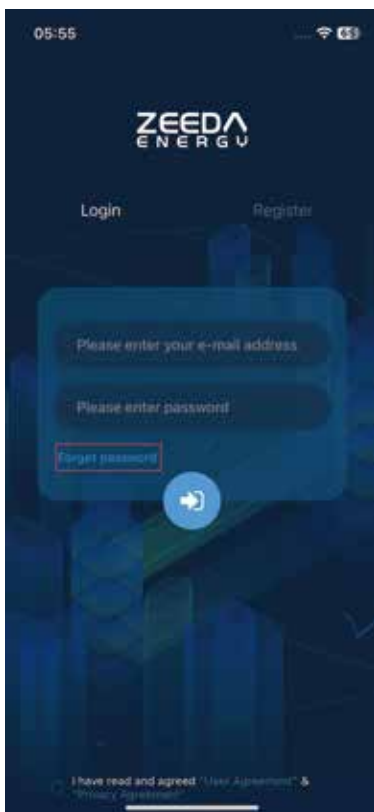 05:55
ZEEDA
ENERGY
Login Register
Please enter your e-mail address
Please enter password
Forget password
I have read and agreed "User Agreement" &
"Privacy Agreement"